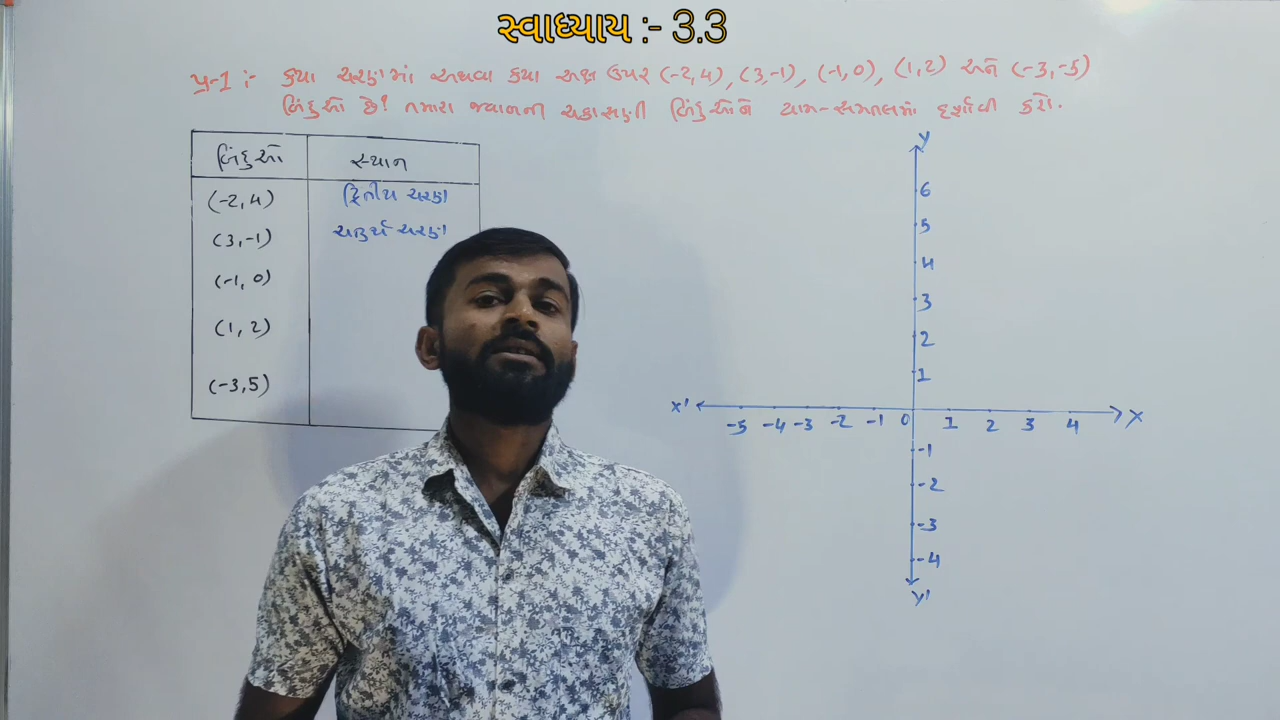 સ્વાધ્યાય :- 3.3
પ્ર-1 :- કયા ચરણમાં અથવા કયા અક્ષ ઉપર (-2,4), (3,-1), (-1,0), (1,2) અને (-3,-5)
બિંદુઓ છે? તમારા જવાબની ચકાસણી બિંદુઓને યામ-સમતલમાં દર્શાવી કરો.
બિંદુઓ સ્થાન
(-2,4) દ્વિતીય ચરણ
(3,-1) ચતુર્થ ચરણ
(-1, 0)
(1, 2)
(-3,5)
Y
6
5
4
3
2
1
X' -5 -4 -3 -2 -1 0 1 2 3 4 X
-1
-2
-3
-4
Y'